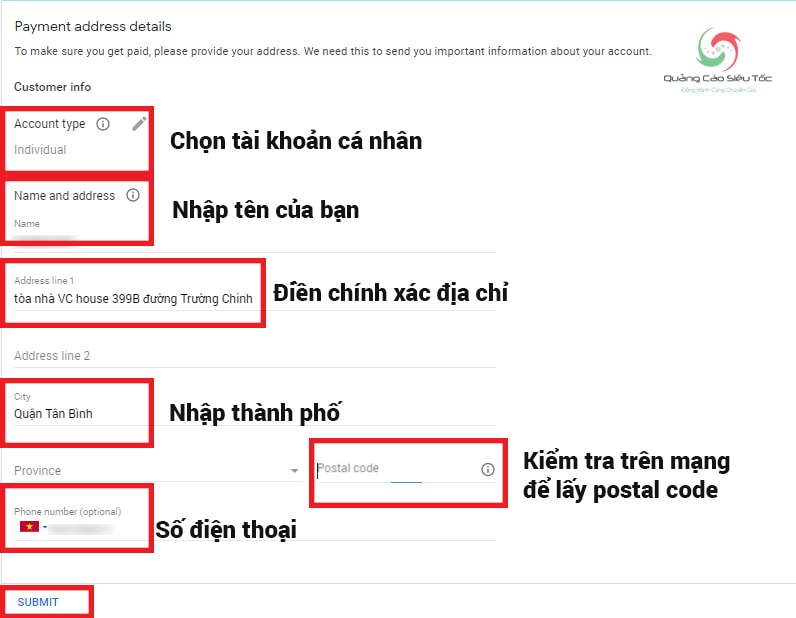 Payment address details
To make sure you get paid, please provide your address. We need this to send you important information about your account.
Quảng Cáo Siêu Tốc
Đồng Hành Cùng Chuyên Gia
Customer info
Account type
Individual
Chọn tài khoản cá nhân
Name and address
Name
Nhập tên của bạn
Address line 1
tòa nhà VC house 399B đường Trường Chinh
Điền chính xác địa chỉ
Address line 2
City
Quận Tân Bình
Nhập thành phố
Province
Postal code
Kiểm tra trên mạng
để lấy postal code
Phone number (optional)
Số điện thoại
SUBMIT